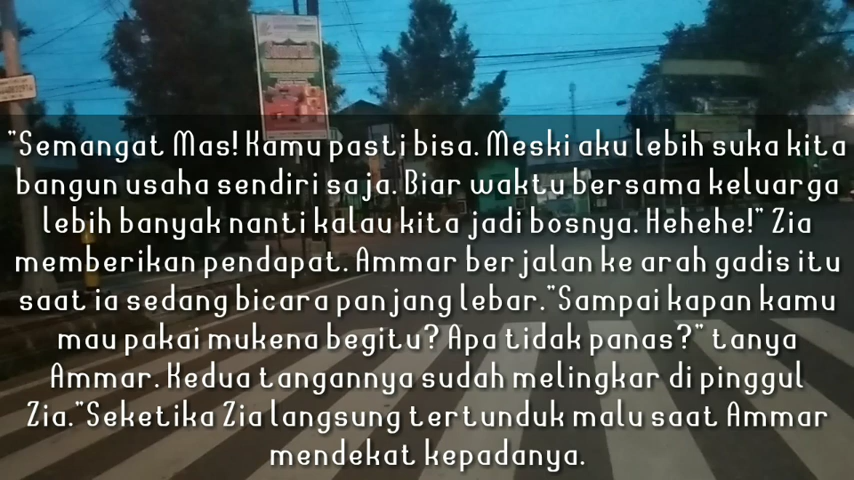 "Semangat Mas! Kamu pasti bisa. Meski aku lebih suka kita
bangun usaha sendiri saja. Biar waktu bersama keluarga
lebih banyak nanti kalau kita jadi bosnya. Hehehe!" Zia
memberikan pendapat. Ammar berjalan ke arah gadis itu
saat ia sedang bicara panjang lebar."Sampai kapan kamu
mau pakai mukena begitu? Apa tidak panas?" tanya
Ammar. Kedua tangannya sudah melingkar di pinggul
Zia."Seketika Zia langsung tertunduk malu saat Ammar
mendekat kepadanya.